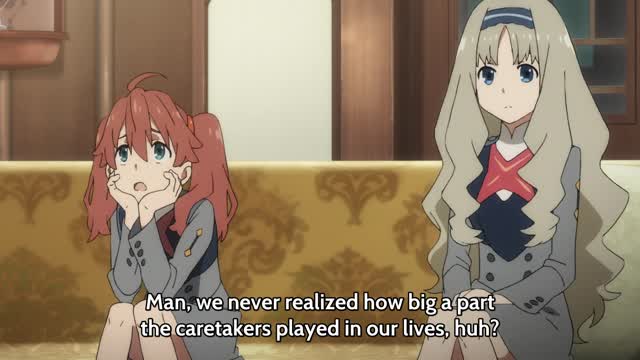 Man, we never realized how big a part
the caretakers played in our lives, huh?